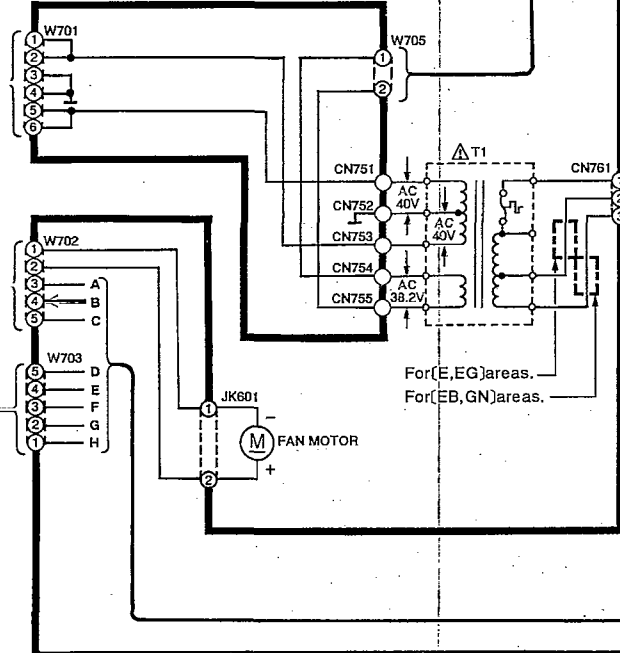 W701
1
2
3
4
5
6
W705
1
2
CN751
CN752
CN753
CN754
CN755
AC
40V
AC
40V
AC
38.2V
⚠ T1
CN761
W702
1
2
3 A
4 B
5 C
W703
5 D
4 E
3 F
2 G
1 H
JK601
1
2
−
M FAN MOTOR
+
For[E,EG]areas.
For[EB,GN]areas.